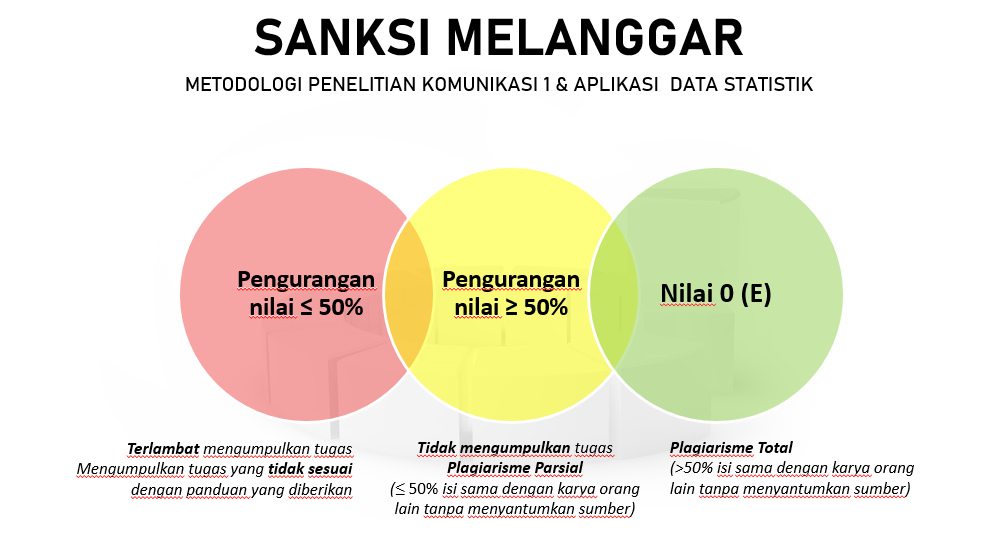 SANKSI MELANGGAR
METODOLOGI PENELITIAN KOMUNIKASI 1 & APLIKASI  DATA STATISTIK
Pengurangan
nilai ≤ 50%
Pengurangan
nilai ≥ 50%
Nilai 0 (E)
Terlambat mengumpulkan tugas
Mengumpulkan tugas yang tidak sesuai
dengan panduan yang diberikan
Tidak mengumpulkan tugas
Plagiarisme Parsial
(≤ 50% isi sama dengan karya orang
lain tanpa menyantumkan sumber)
Plagiarisme Total
(>50% isi sama dengan karya orang
lain tanpa menyantumkan sumber)